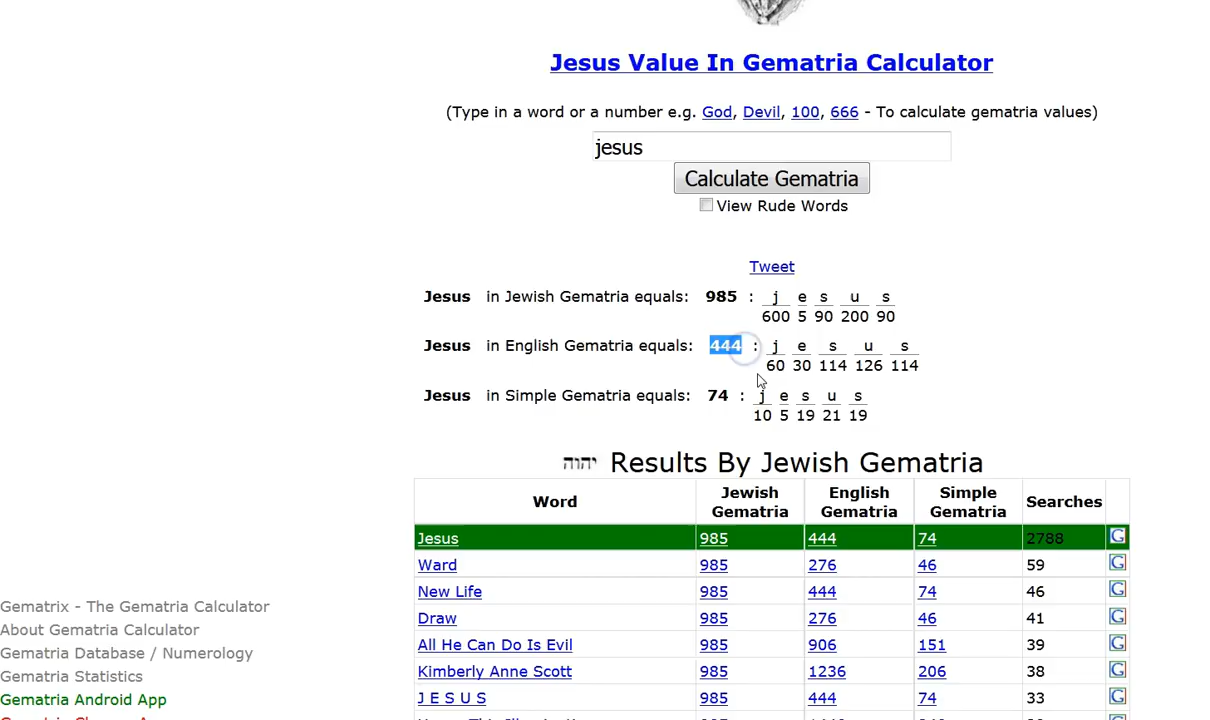 Jesus Value In Gematria Calculator
(Type in a word or a number e.g. God, Devil, 100, 666 - To calculate gematria values)
jesus
Calculate Gematria
View Rude Words
Tweet
Jesus in Jewish Gematria equals: 985 : j e s u s
600 5 90 200 90
Jesus in English Gematria equals: 444 : j e s u s
60 30 114 126 114
Jesus in Simple Gematria equals: 74 : j e s u s
10 5 19 21 19
יהוה Results By Jewish Gematria
Word Jewish Gematria English Gematria Simple Gematria Searches
Jesus 985 444 74 2788 G
Ward 985 276 46 59 G
New Life 985 444 74 46 G
Draw 985 276 46 41 G
All He Can Do Is Evil 985 906 151 39 G
Kimberly Anne Scott 985 1236 206 38 G
J E S U S 985 444 74 33 G
Gematrix - The Gematria Calculator
About Gematria Calculator
Gematria Database / Numerology
Gematria Statistics
Gematria Android App